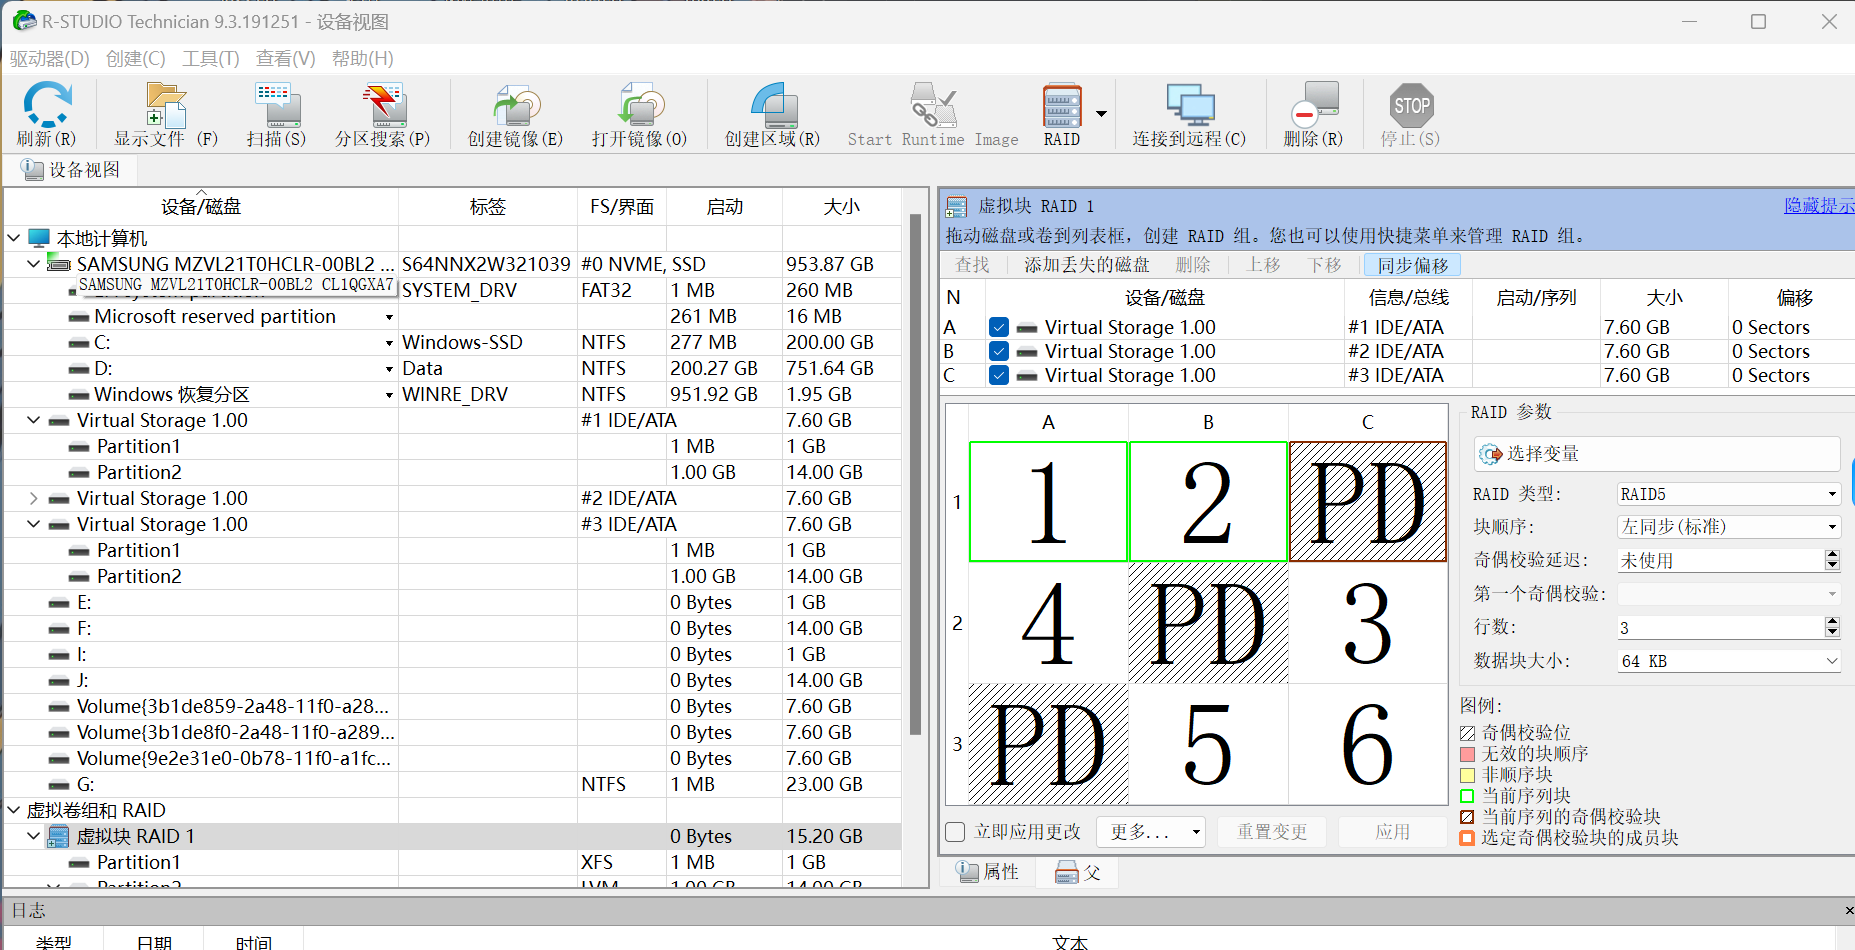 R-STUDIO Technician 9.3.191251 - 设备视图
驱动器(D) 创建(C) 工具(T) 查看(V) 帮助(H)
刷新(R) 显示文件 (F) 扫描(S) 分区搜索(P) 创建镜像(E) 打开镜像(O) 创建区域(R) Start Runtime Image RAID 连接到远程(C) 删除(R) STOP 停止(S)
设备视图
设备/磁盘 标签 FS/界面 启动 大小
本地计算机
SAMSUNG MZVL21T0HCLR-00BL2 ... S64NNX2W321039 #0 NVME, SSD 953.87 GB
SAMSUNG MZVL21T0HCLR-00BL2 CL1QGXA7 SYSTEM_DRV FAT32 1 MB 260 MB
Microsoft reserved partition 261 MB 16 MB
C: Windows-SSD NTFS 277 MB 200.00 GB
D: Data NTFS 200.27 GB 751.64 GB
Windows 恢复分区 WINRE_DRV NTFS 951.92 GB 1.95 GB
Virtual Storage 1.00 #1 IDE/ATA 7.60 GB
Partition1 1 MB 1 GB
Partition2 1.00 GB 14.00 GB
Virtual Storage 1.00 #2 IDE/ATA 7.60 GB
Virtual Storage 1.00 #3 IDE/ATA 7.60 GB
Partition1 1 MB 1 GB
Partition2 1.00 GB 14.00 GB
E: 0 Bytes 1 GB
F: 0 Bytes 14.00 GB
I: 0 Bytes 1 GB
J: 0 Bytes 14.00 GB
Volume{3b1de859-2a48-11f0-a28... 0 Bytes 7.60 GB
Volume{3b1de8f0-2a48-11f0-a289... 0 Bytes 7.60 GB
Volume{9e2e31e0-0b78-11f0-a1fc... 0 Bytes 7.60 GB
G: NTFS 1 MB 23.00 GB
虚拟卷组和 RAID
虚拟块 RAID 1 0 Bytes 15.20 GB
Partition1 XFS 1 MB 1 GB
Partition2 LVM 1.00 GB 14.00 GB
虚拟块 RAID 1 隐藏提示
拖动磁盘或卷到列表框，创建 RAID 组。您也可以使用快捷菜单来管理 RAID 组。
查找 添加丢失的磁盘 删除 上移 下移 同步偏移
N 设备/磁盘 信息/总线 启动/序列 大小 偏移
A Virtual Storage 1.00 #1 IDE/ATA 7.60 GB 0 Sectors
B Virtual Storage 1.00 #2 IDE/ATA 7.60 GB 0 Sectors
C Virtual Storage 1.00 #3 IDE/ATA 7.60 GB 0 Sectors
A B C
1 1 2 PD
2 4 PD 3
3 PD 5 6
RAID 参数
选择变量
RAID 类型: RAID5
块顺序: 左同步(标准)
奇偶校验延迟: 未使用
第一个奇偶校验:
行数: 3
数据块大小: 64 KB
图例:
奇偶校验位
无效的块顺序
非顺序块
当前序列块
当前序列的奇偶校验块
选定奇偶校验块的成员块
立即应用更改 更多... 重置变更 应用
属性 父
日志
类型 日期 时间 文本